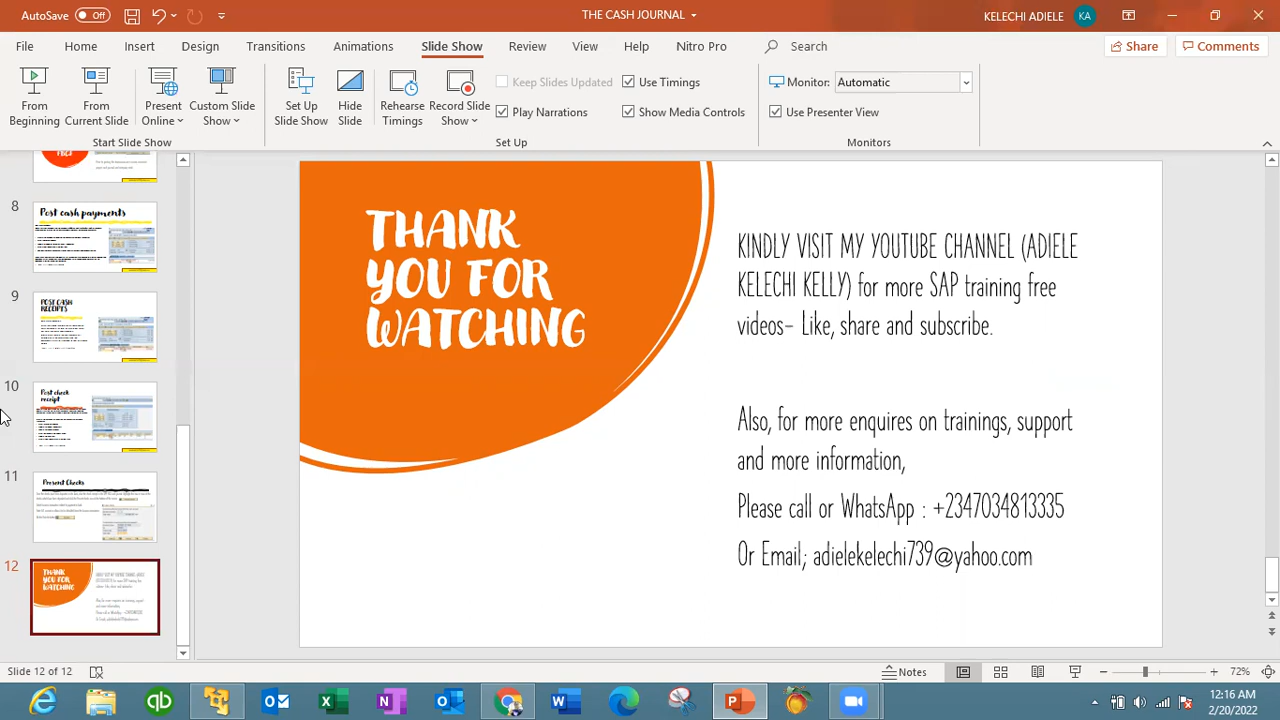 AutoSave Off
THE CASH JOURNAL
KELECHI ADIELE KA
File Home Insert Design Transitions Animations Slide Show Review View Help Nitro Pro Search Share Comments
From Beginning
From Current Slide
Present Online
Custom Slide Show
Set Up Slide Show
Hide Slide
Rehearse Timings
Record Slide Show
Keep Slides Updated
Play Narrations
Use Timings
Show Media Controls
Monitor: Automatic
Use Presenter View
Start Slide Show
Set Up
Monitors
8
Post cash payments
9
POST CASH
RECEIPTS
10
Post check
receipt
11
Present Checks
12
THANK
YOU FOR
WATCHING
THANK
YOU FOR
WATCHING
KINDLY VISIT MY YOUTUBE CHANNEL (ADIELE
KELECHI KELLY) for more SAP training free
videos- Like, share and subscribe.
Also, for more enquires on trainings, support
and more information,
Please call or WhatsApp : +2347034813335
Or Email; adielekelechi739@yahoo.com
Slide 12 of 12
Notes
72%
12:16 AM
2/20/2022